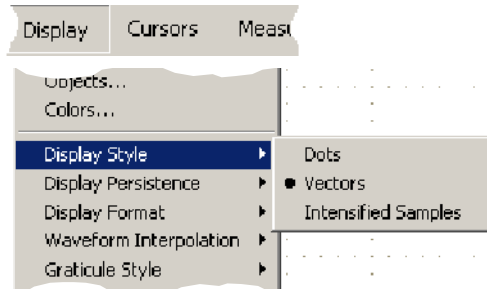 Display Cursors
Objects...
Colors...
Display Style
Dots
Display Persistence
Vectors
Display Format
Intensified Samples
Waveform Interpolation
Graticule Style